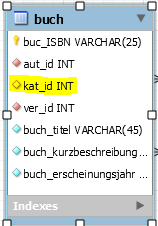 buch
buc_ISBN VARCHAR(25)
aut_id INT
kat_id INT
ver_id INT
buch_titel VARCHAR(45)
buch_kurzbeschreibung ...
buch_erscheinungsjahr ...
Indexes